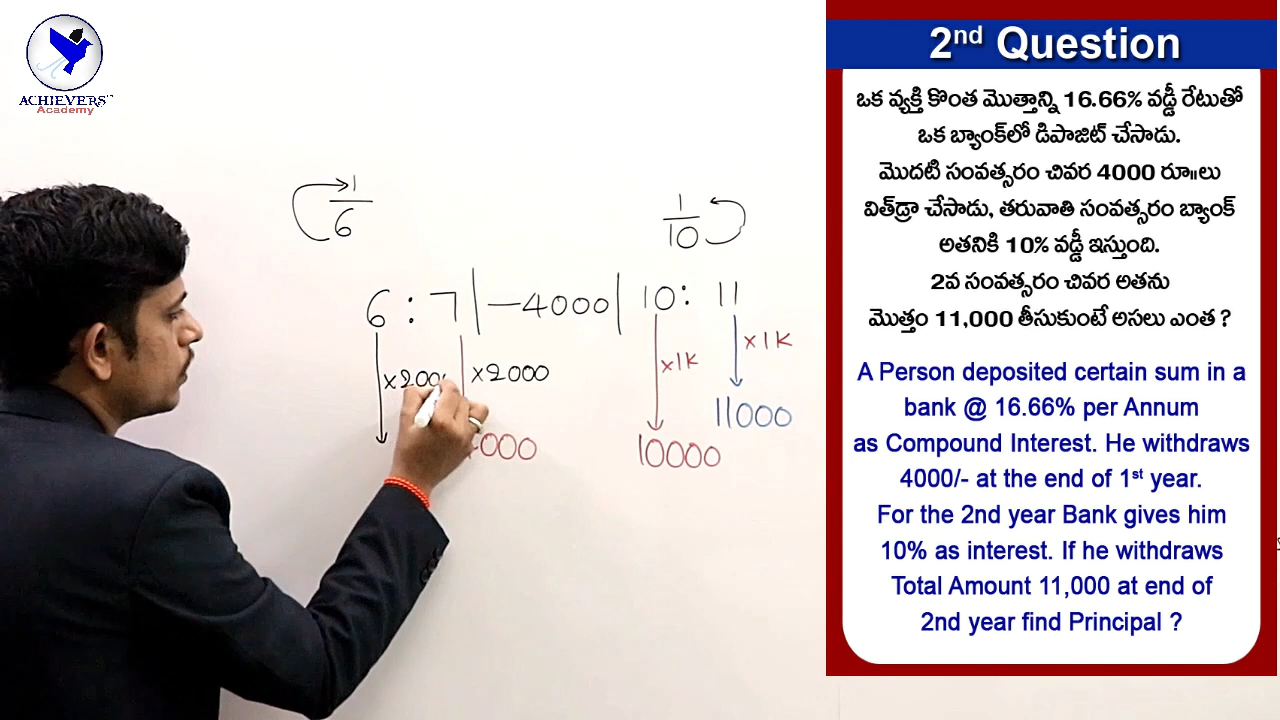 ACHIEVERS
Academy
1
6
1
10
6 : 7 | - 4000 | 10 : 11
×2000
×1K
×1K
11000
10000
2nd Question
ఒక వ్యక్తి కొంత మొత్తాన్ని 16.66% వడ్డీ రేటుతో
ఒక బ్యాంక్‌లో డిపాజిట్ చేసాడు.
మొదటి సంవత్సరం చివర 4000 రూ॥లు
విత్‌డ్రా చేసాడు, తరువాతి సంవత్సరం బ్యాంక్
అతనికి 10% వడ్డీ ఇస్తుంది.
2వ సంవత్సరం చివర అతను
మొత్తం 11,000 తీసుకుంటే అసలు ఎంత ?
A Person deposited certain sum in a
bank @ 16.66% per Annum
as Compound Interest. He withdraws
4000/- at the end of 1st year.
For the 2nd year Bank gives him
10% as interest. If he withdraws
Total Amount 11,000 at end of
2nd year find Principal ?